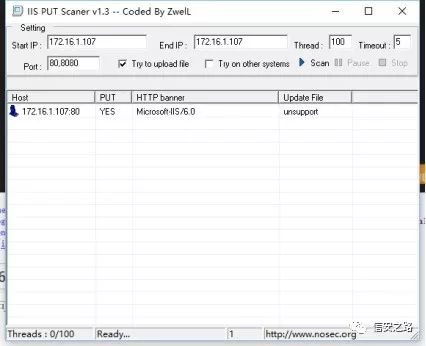 IIS PUT Scaner v1.3 -- Coded By ZwelL
Setting
Start IP : 172.16.1.107 End IP : 172.16.1.107 Thread : 100 Timeout : 5
Port : 80,8080 Try to upload file Try on other systems Scan Pause Stop
Host PUT HTTP banner Update File
172.16.1.107:80 YES Microsoft-IIS/6.0 unsupport
信安之路
Threads : 0/100 Ready... 1 http://www.nosec.org -